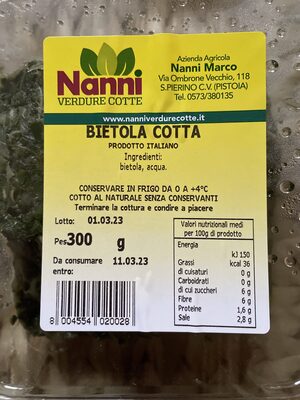 Nanni
VERDURE COTTE
Azienda Agricola
Nanni Marco
Via Ombrone Vecchio, 118
S.PIERINO C.V. (PISTOIA)
Tel. 0573/380135
www.nanniverdurecotte.it
BIETOLA COTTA
PRODOTTO ITALIANO
Ingredienti:
bietola, acqua.
CONSERVARE IN FRIGO DA 0 A +4°C
COTTO AL NATURALE SENZA CONSERVANTI
Terminare la cottura e condire a piacere
Lotto: 01.03.23
Peso 300 g
Da consumare 11.03.23
entro:
8 004554 020028
Valori nutrizionali medi
per 100g di prodotto
Energia
kJ 150
kcal 36
Grassi 0 g
di cui saturi 0 g
Carboidrati 0 g
di cui zuccheri 6 g
Fibre 6 g
Proteine 1,6 g
Sale 2,8 g